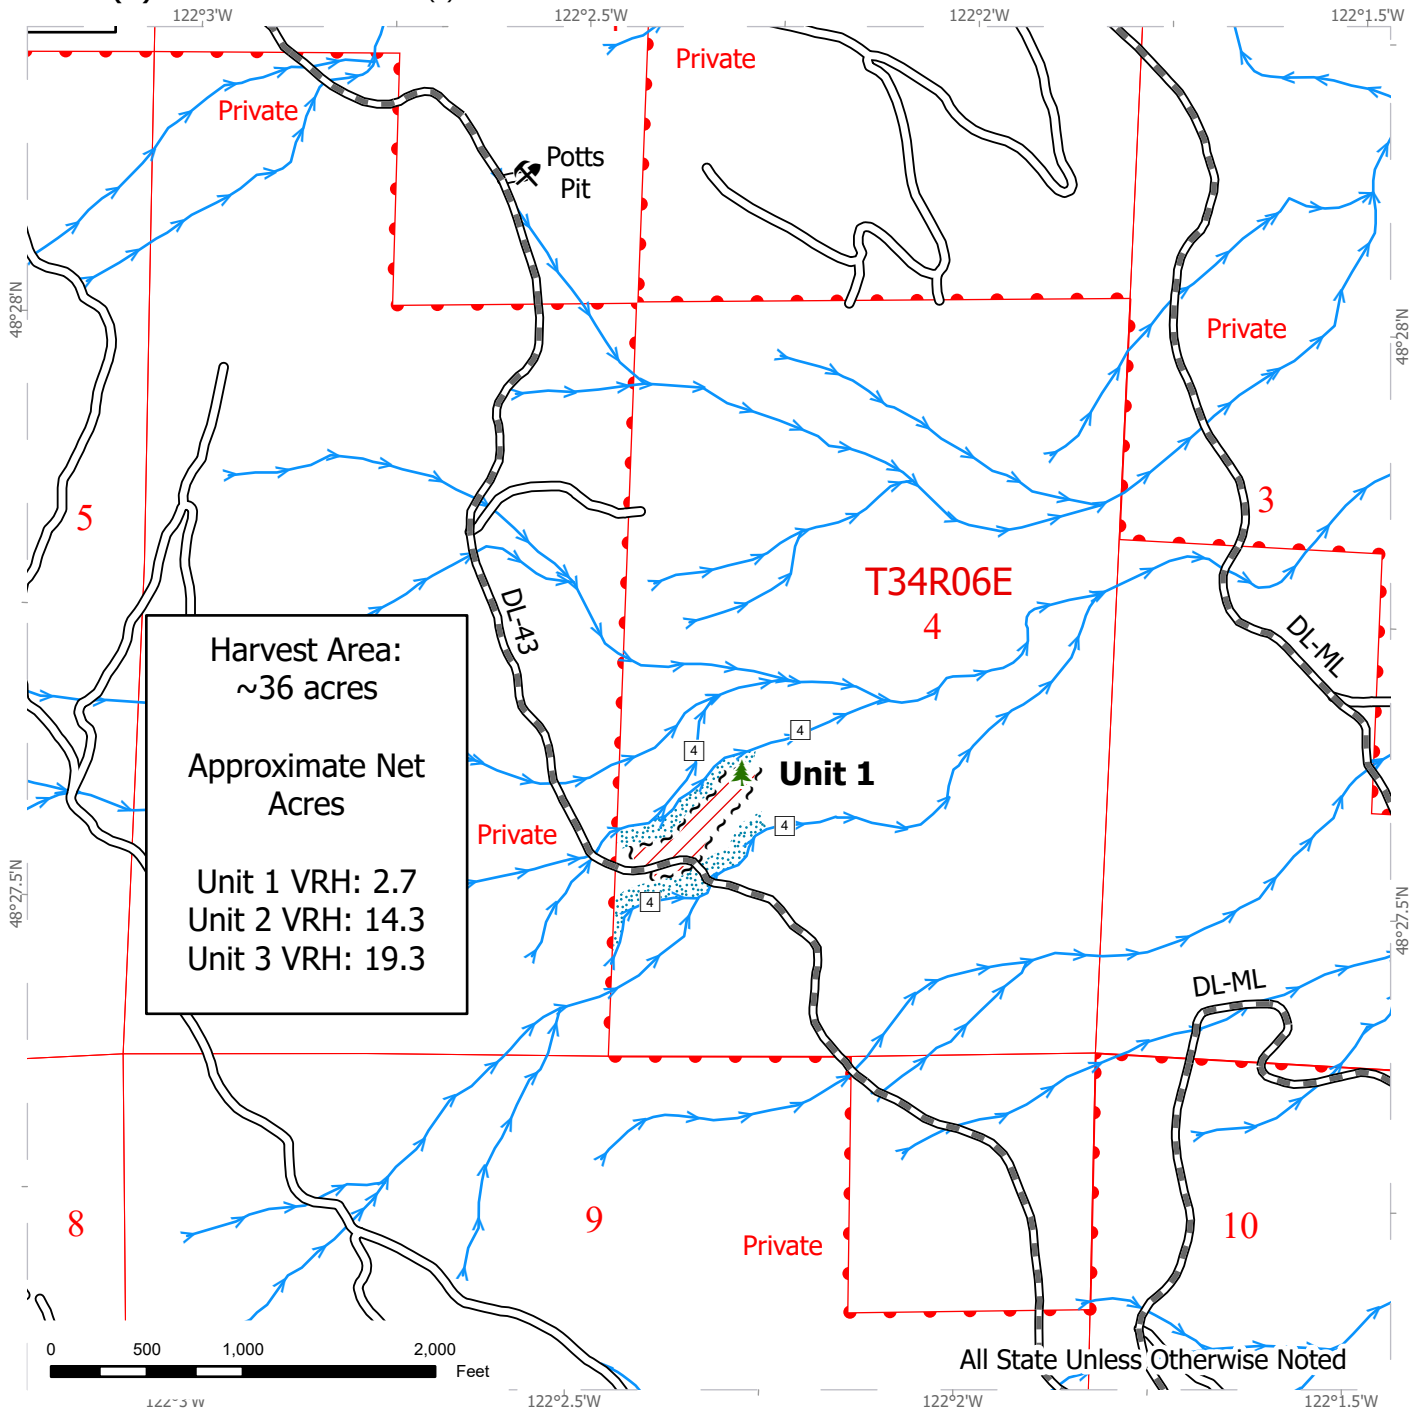 122°3'W
122°2.5'W
122°2'W
122°1.5'W
Private
Private
Potts
Pit
48°28'N
48°28'N
Private
5
3
T34R06E
4
DL-43
DL-ML
Harvest Area:
~36 acres
Approximate Net
Acres
Unit 1 VRH: 2.7
Unit 2 VRH: 14.3
Unit 3 VRH: 19.3
4
4
Unit 1
4
Private
4
48°27.5'N
48°27.5'N
DL-ML
8
9
10
Private
0 500 1,000 2,000
Feet
All State Unless Otherwise Noted
122°3'W
122°2.5'W
122°2'W
122°1.5'W